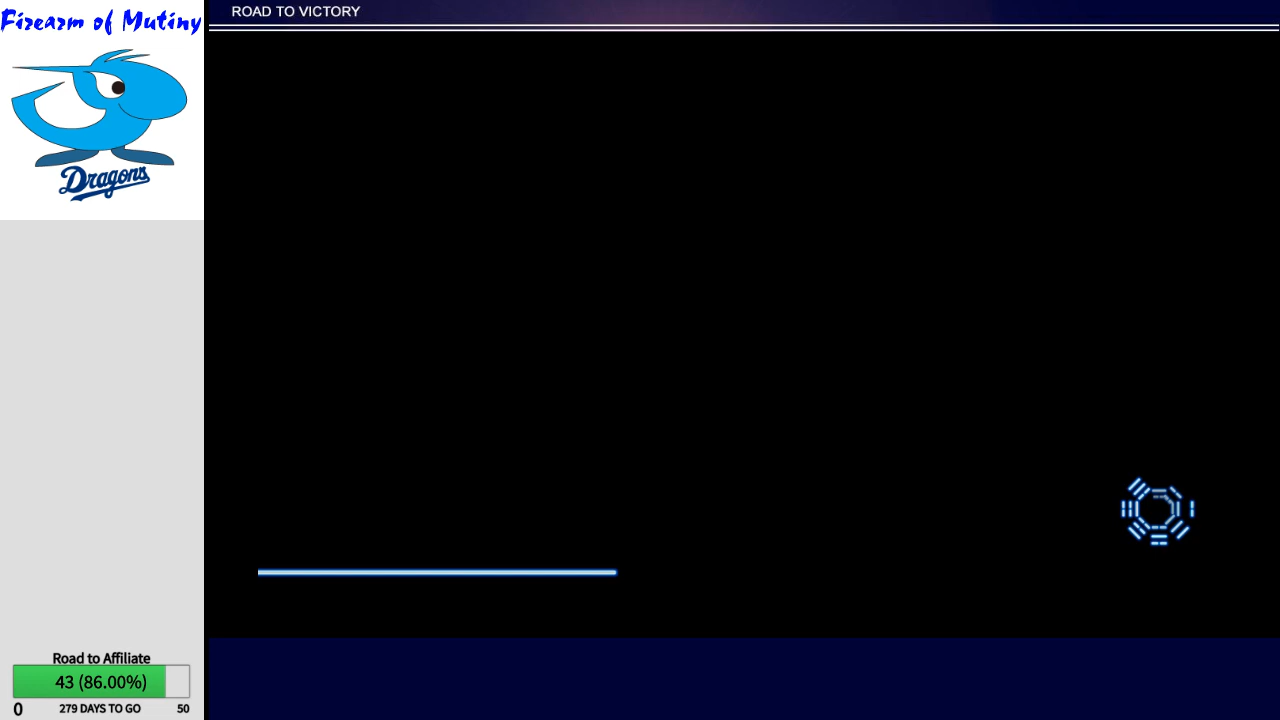 Firearm of Mutiny
ROAD TO VICTORY
Dragons
Road to Affiliate
43 (86.00%)
0
279 DAYS TO GO
50